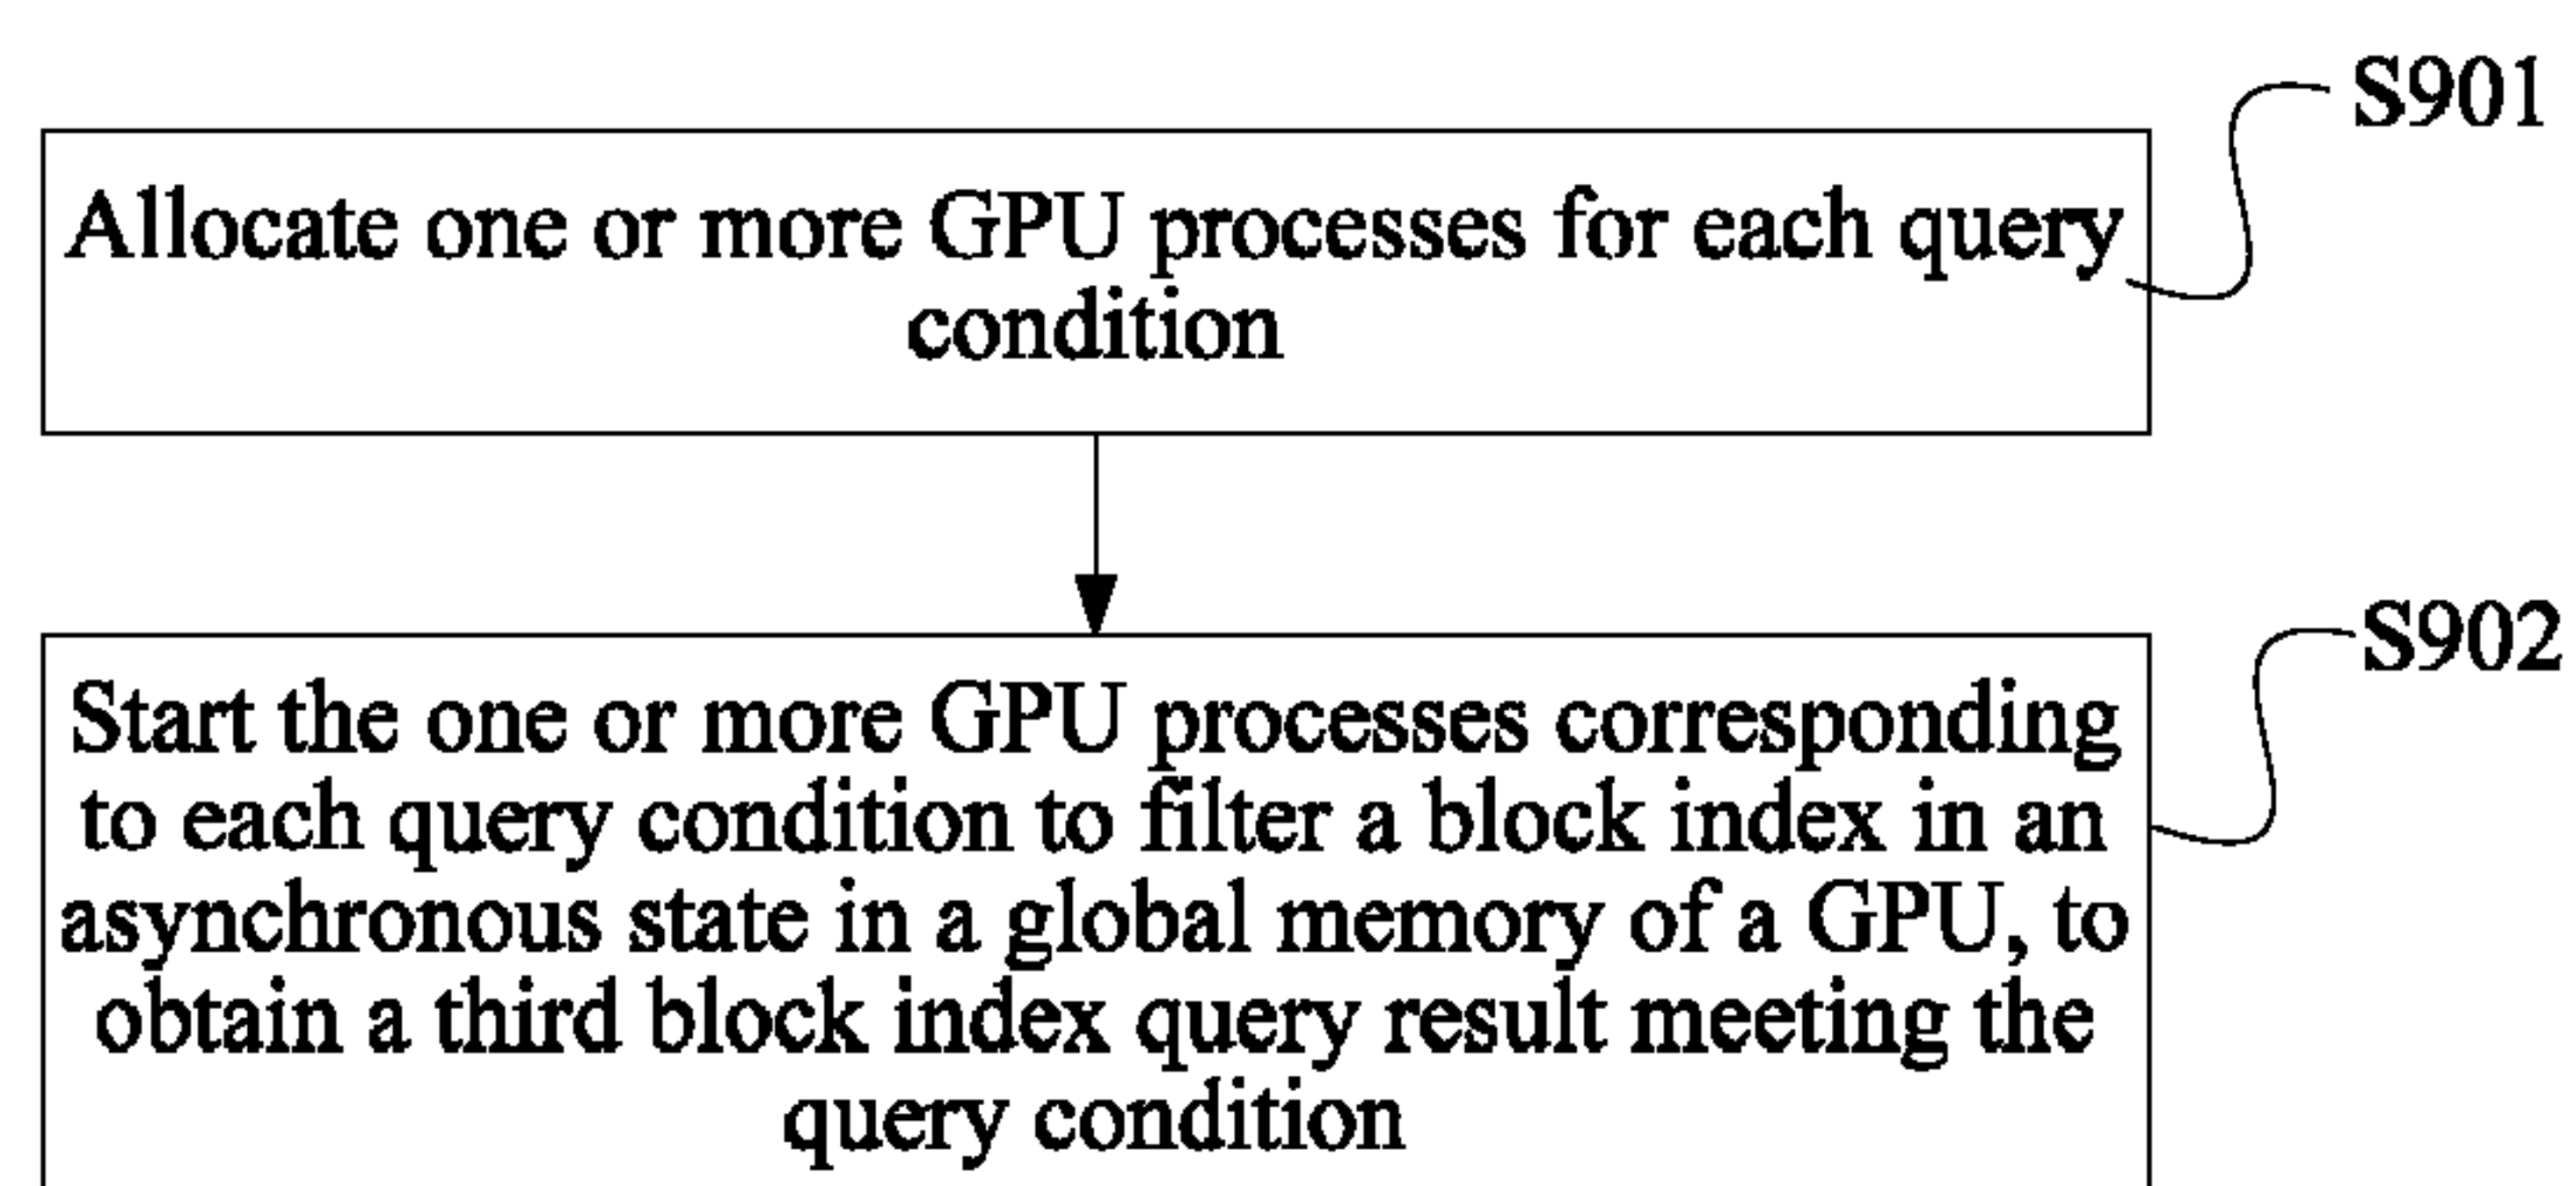 S901
Allocate one or more GPU processes for each query
condition
S902
Start the one or more GPU processes corresponding
to each query condition to filter a block index in an
asynchronous state in a global memory of a GPU, to
obtain a third block index query result meeting the
query condition